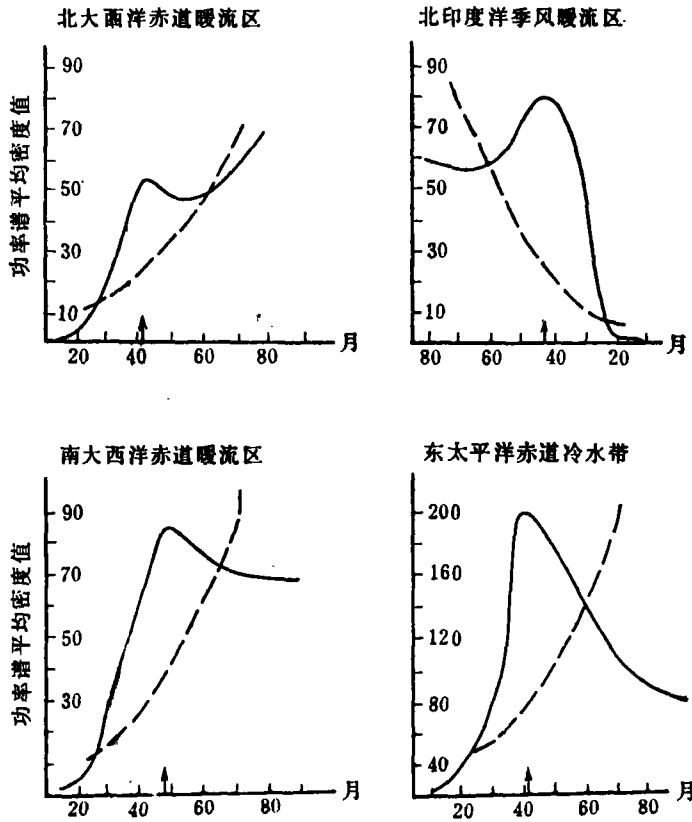 北大西洋赤道暖流区
功率谱平均密度值
90
70
50
30
10
20 40 60 80 月
北印度洋季风暖流区
90
70
50
30
10
80 60 40 20 月
南大西洋赤道暖流区
功率谱平均密度值
90
70
50
30
20 40 60 80 月
东太平洋赤道冷水带
200
160
120
80
40
20 40 60 80 月